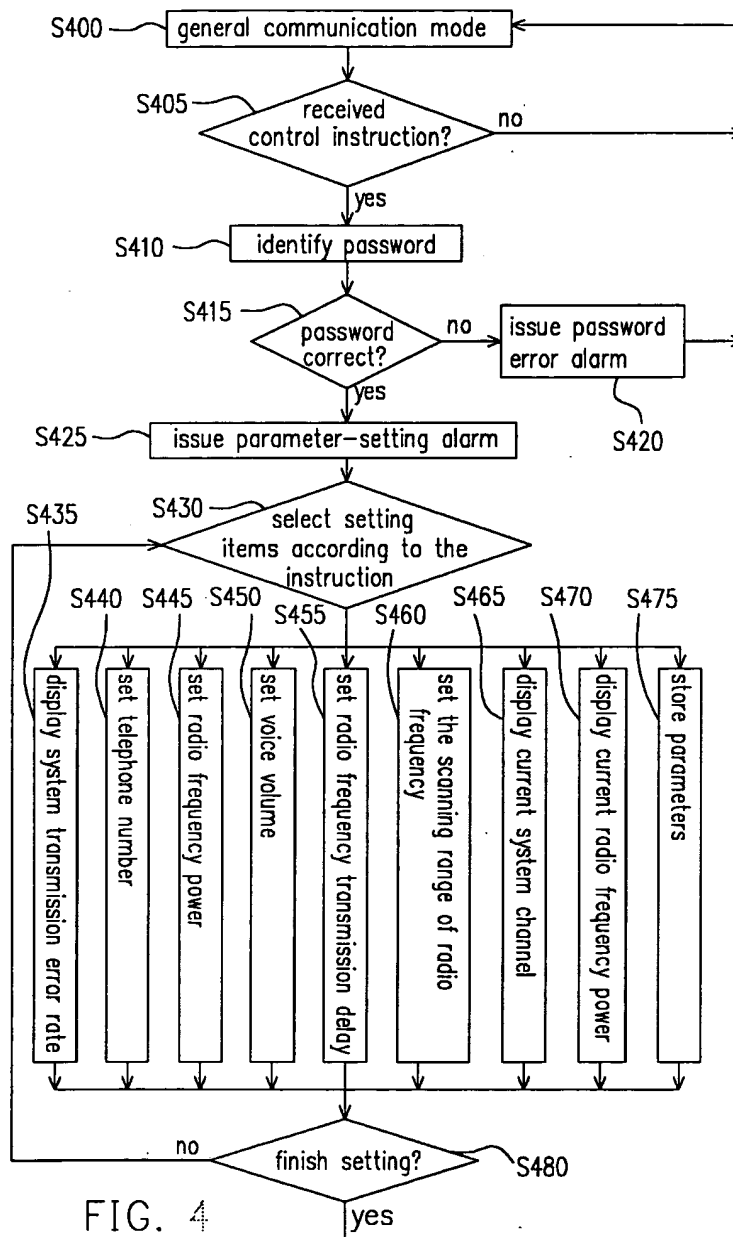 S400
general communication mode
S405
received
control instruction?
no
yes
S410
identify password
S415
password
correct?
no
issue password
error alarm
yes
S420
S425
issue parameter-setting alarm
S430
select setting
items according to the
instruction
S435
S440
S445
S450
S455
S460
S465
S470
S475
display system transmission error rate
set telephone number
set radio frequency power
set voice volume
set radio frequency transmission delay
set the scanning range of radio
frequency
display current system channel
display current radio frequency power
store parameters
no
finish setting?
S480
yes
FIG. 4